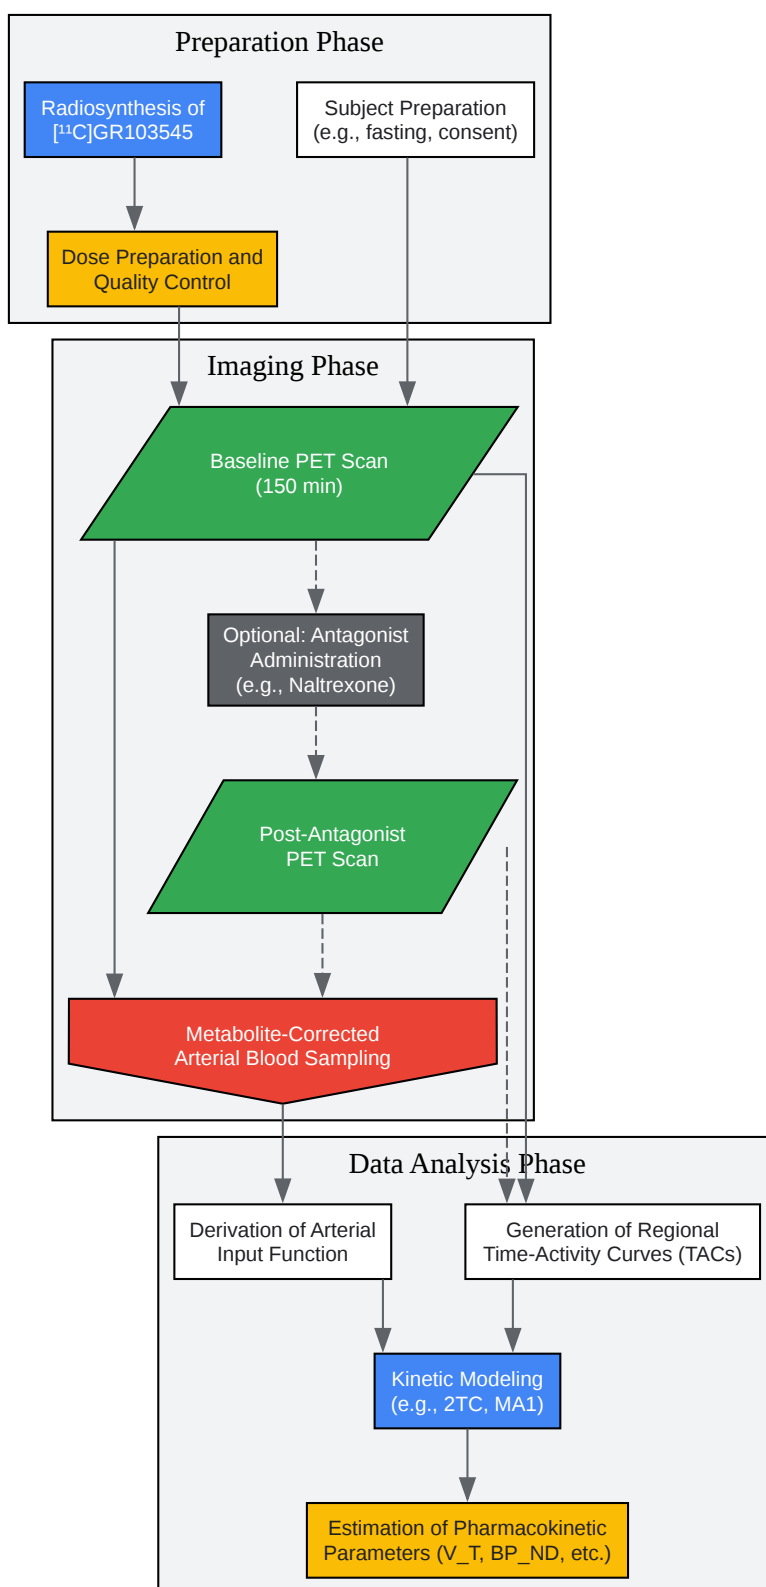 Preparation Phase
Radiosynthesis of
[¹¹C]GR103545
Subject Preparation
(e.g., fasting, consent)
Dose Preparation and
Quality Control
Imaging Phase
Baseline PET Scan
(150 min)
Optional: Antagonist
Administration
(e.g., Naltrexone)
Post-Antagonist
PET Scan
Metabolite-Corrected
Arterial Blood Sampling
Data Analysis Phase
Derivation of Arterial
Input Function
Generation of Regional
Time-Activity Curves (TACs)
Kinetic Modeling
(e.g., 2TC, MA1)
Estimation of Pharmacokinetic
Parameters (V_T, BP_ND, etc.)